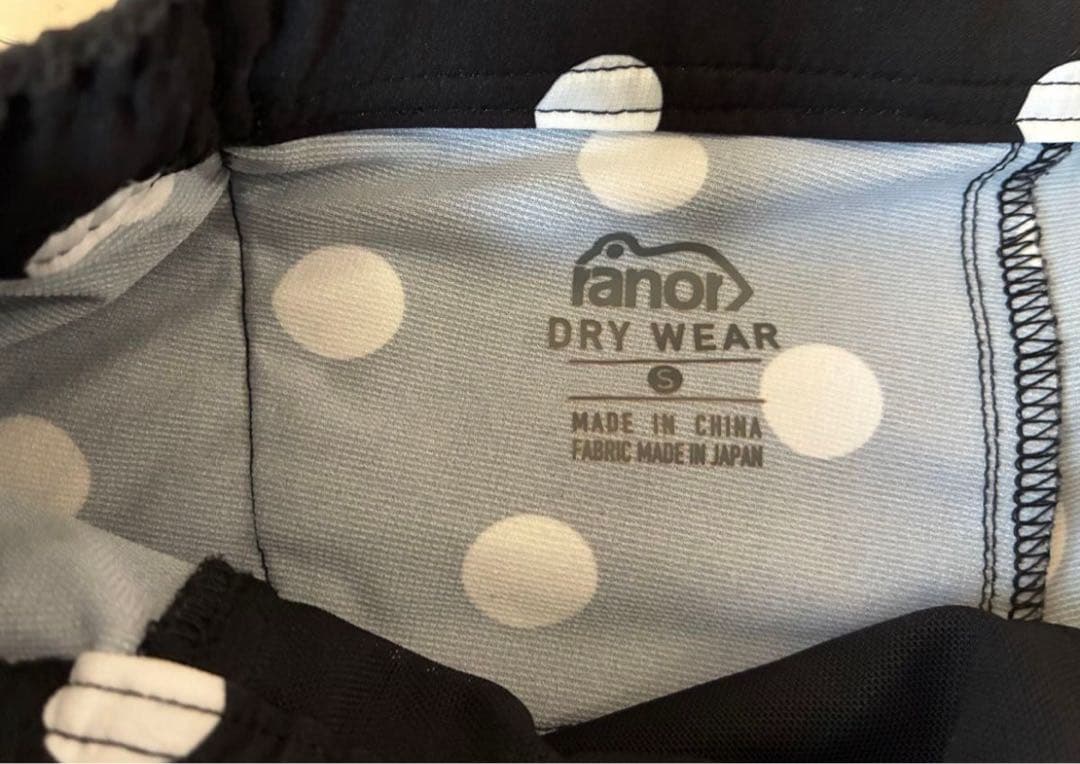 ranor
DRY WEAR
S
MADE IN CHINA
FABRIC MADE IN JAPAN